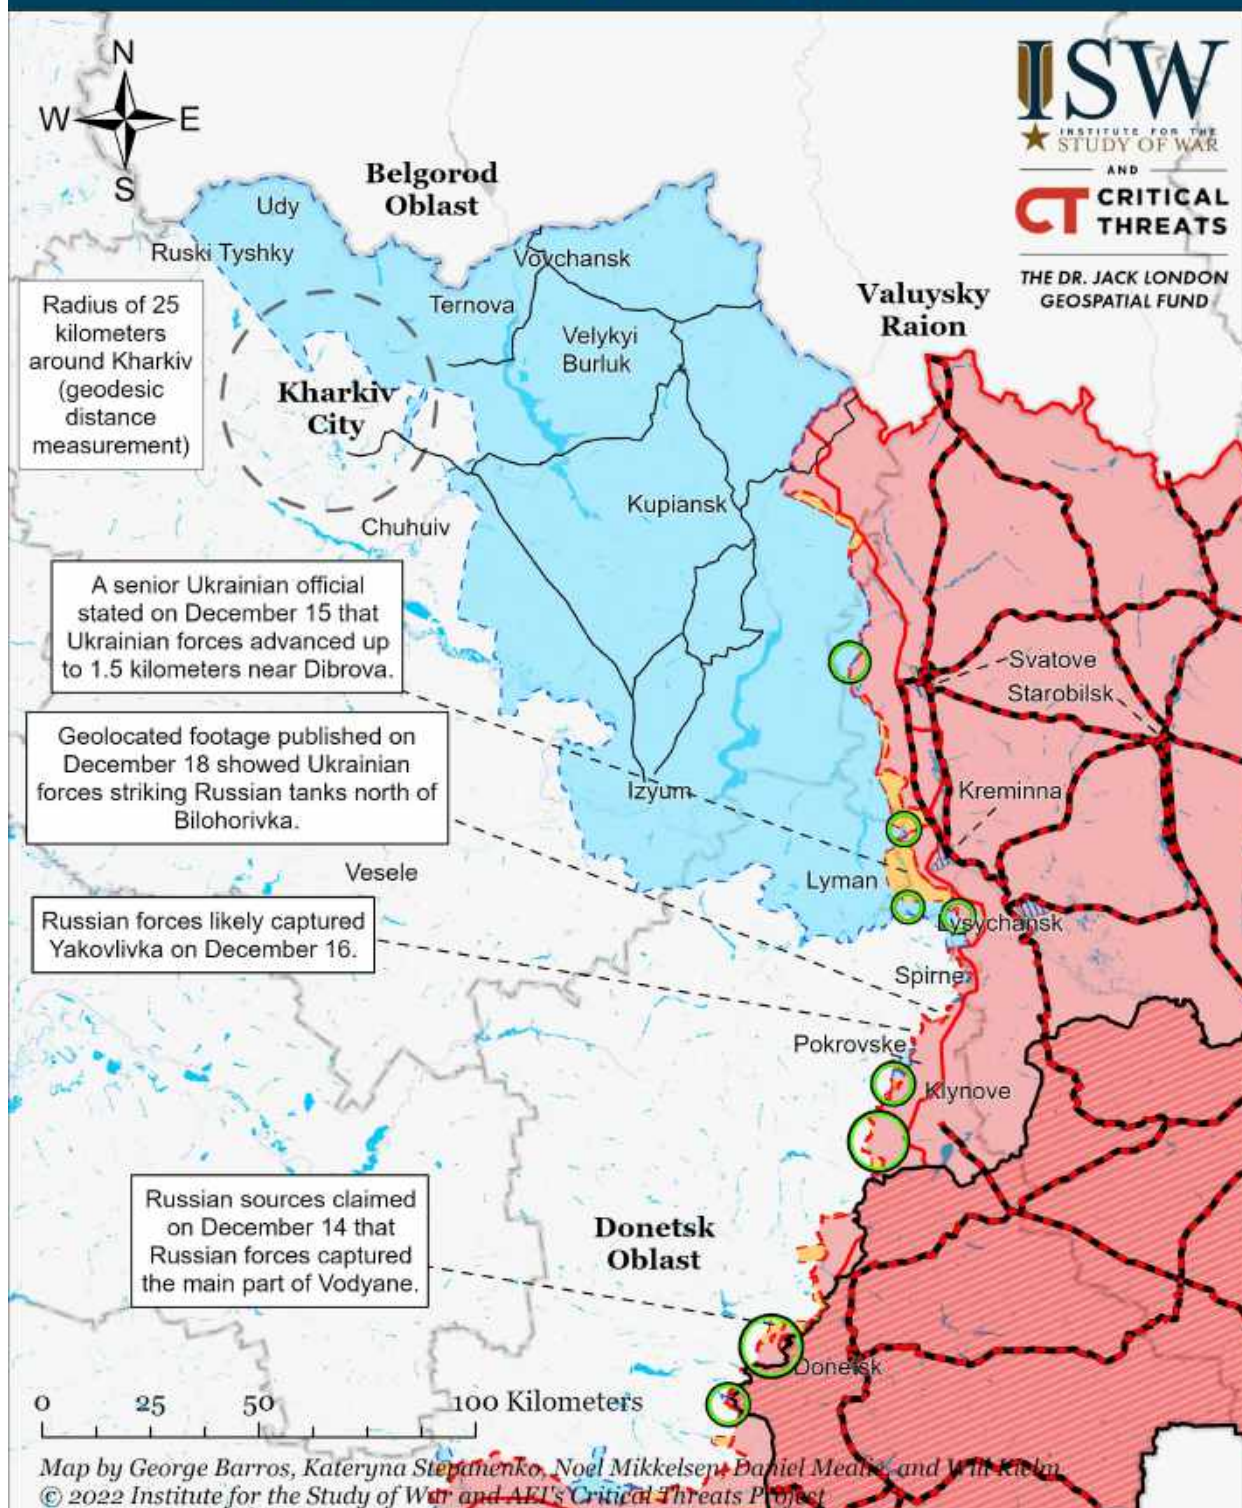 N
W E
S
ISW
INSTITUTE FOR THE
STUDY OF WAR
AND
CT CRITICAL
THREATS
THE DR. JACK LONDON
GEOSPATIAL FUND
Belgorod
Oblast
Udy
Ruski Tyshky
Vovchansk
Ternova
Valuysky
Raion
Radius of 25
kilometers
around Kharkiv
(geodesic
distance
measurement)
Velykyi
Burluk
Kharkiv
City
Kupiansk
Chuhuiv
A senior Ukrainian official
stated on December 15 that
Ukrainian forces advanced up
to 1.5 kilometers near Dibrova.
Svatove
Starobilsk
Geolocated footage published on
December 18 showed Ukrainian
forces striking Russian tanks north of
Bilohorivka.
Izyum
Kreminna
Vesele
Lyman
Russian forces likely captured
Yakovlivka on December 16.
Lysychansk
Spirne
Pokrovske
Klynove
Russian sources claimed
on December 14 that
Russian forces captured
the main part of Vodyane.
Donetsk
Oblast
Donetsk
0 25 50 100 Kilometers
Map by George Barros, Kateryna Stepanenko, Noel Mikkelsen, Daniel Mealie, and Will Kielm
© 2022 Institute for the Study of War and AEI's Critical Threats Project